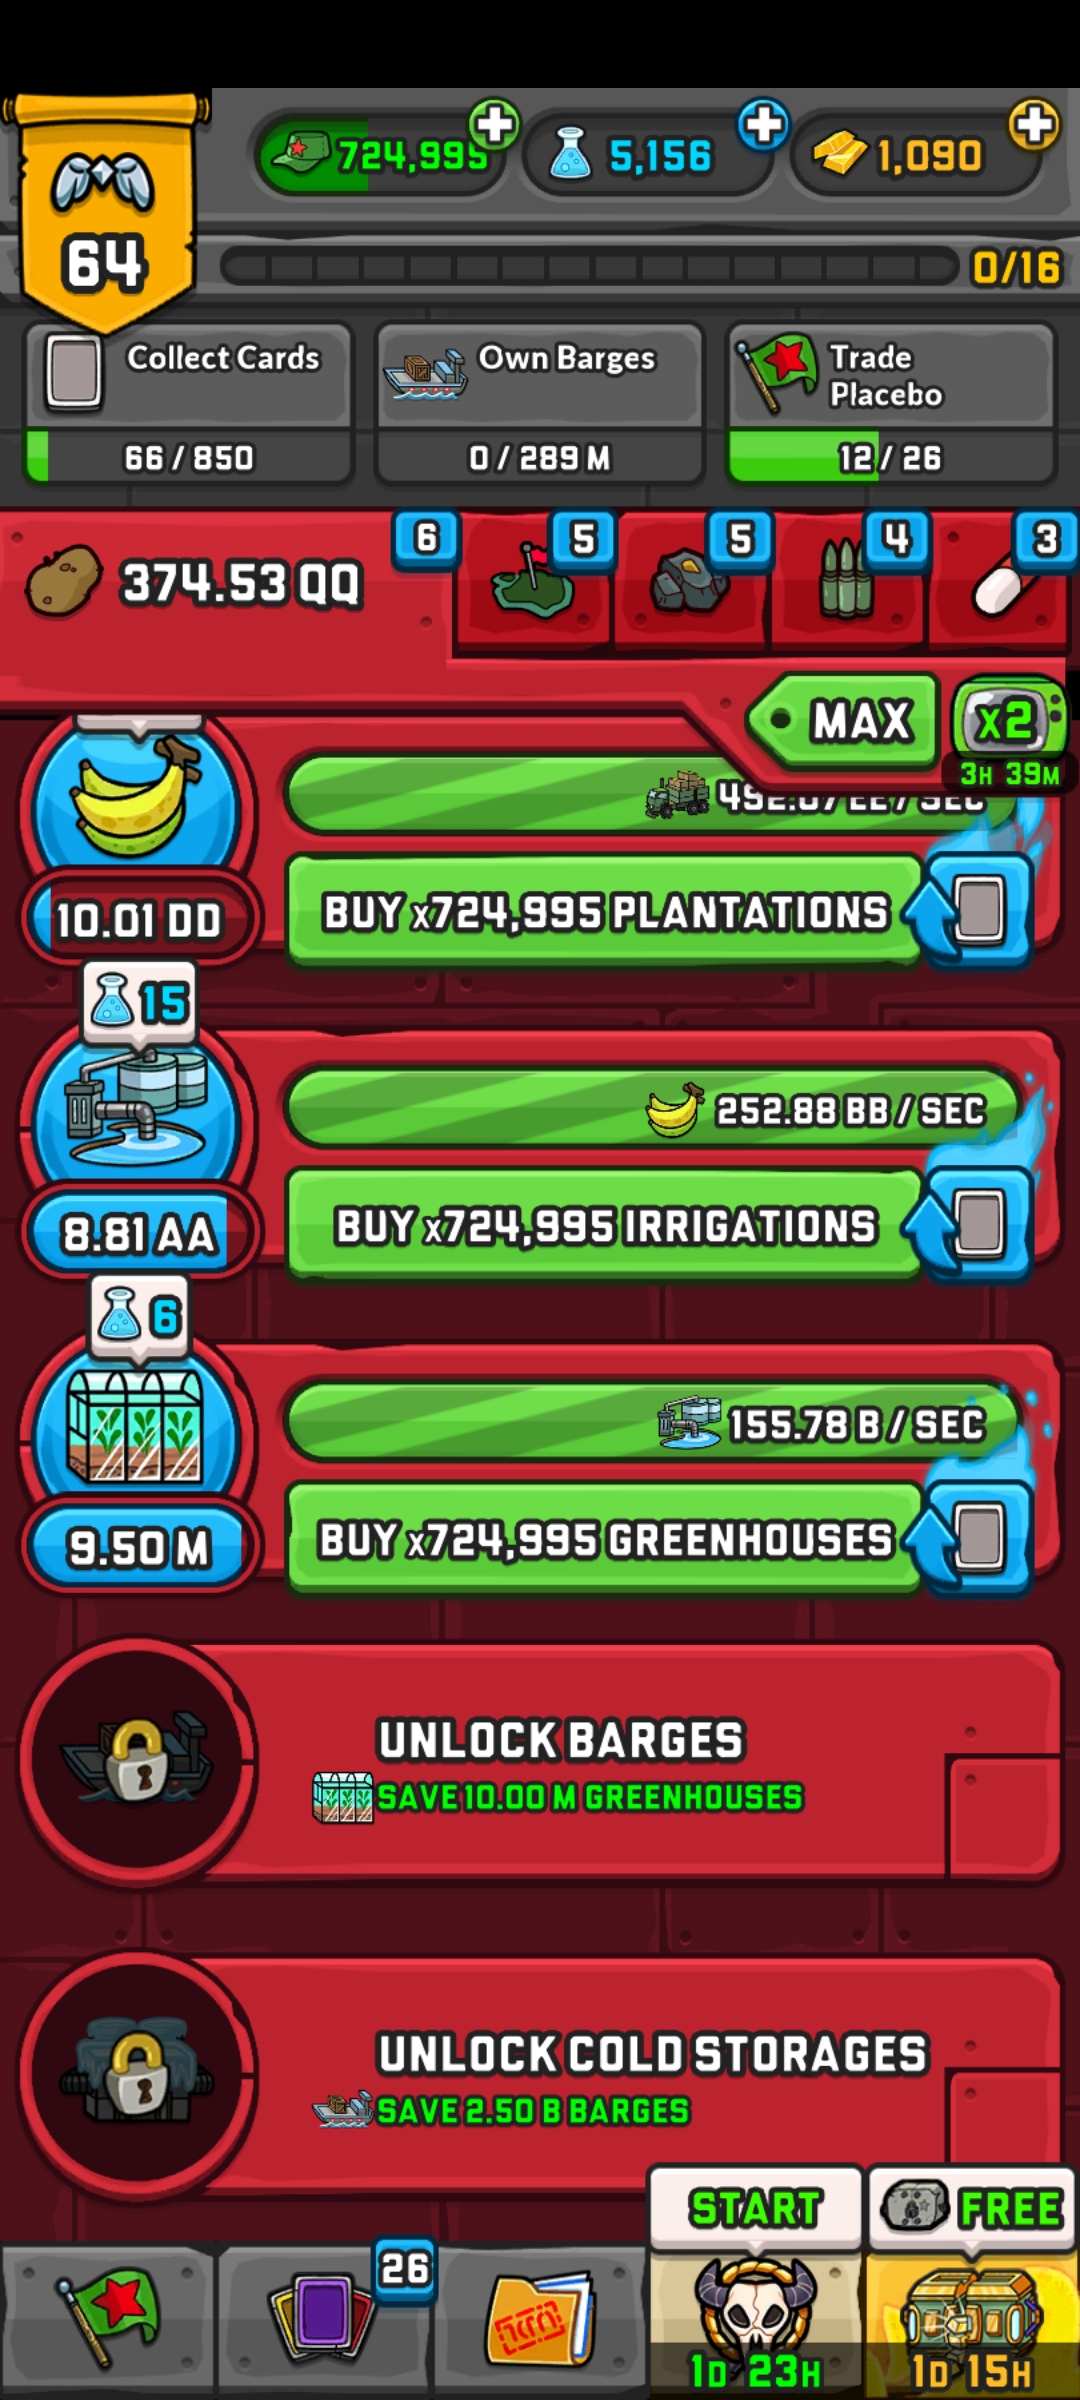 724,995
5,156
1,090
64
0/16
Collect Cards
66 / 850
Own Barges
0 / 289 M
Trade
Placebo
12 / 26
374.53 QQ
6
5
5
4
3
MAX
x2
3H 39M
10.01 DD
BUY x724,995 PLANTATIONS
15
252.88 BB / SEC
8.81 AA
BUY x724,995 IRRIGATIONS
6
155.78 B / SEC
9.50 M
BUY x724,995 GREENHOUSES
UNLOCK BARGES
SAVE 10.00 M GREENHOUSES
UNLOCK COLD STORAGES
SAVE 2.50 B BARGES
START
FREE
26
1D 23H
1D 15H